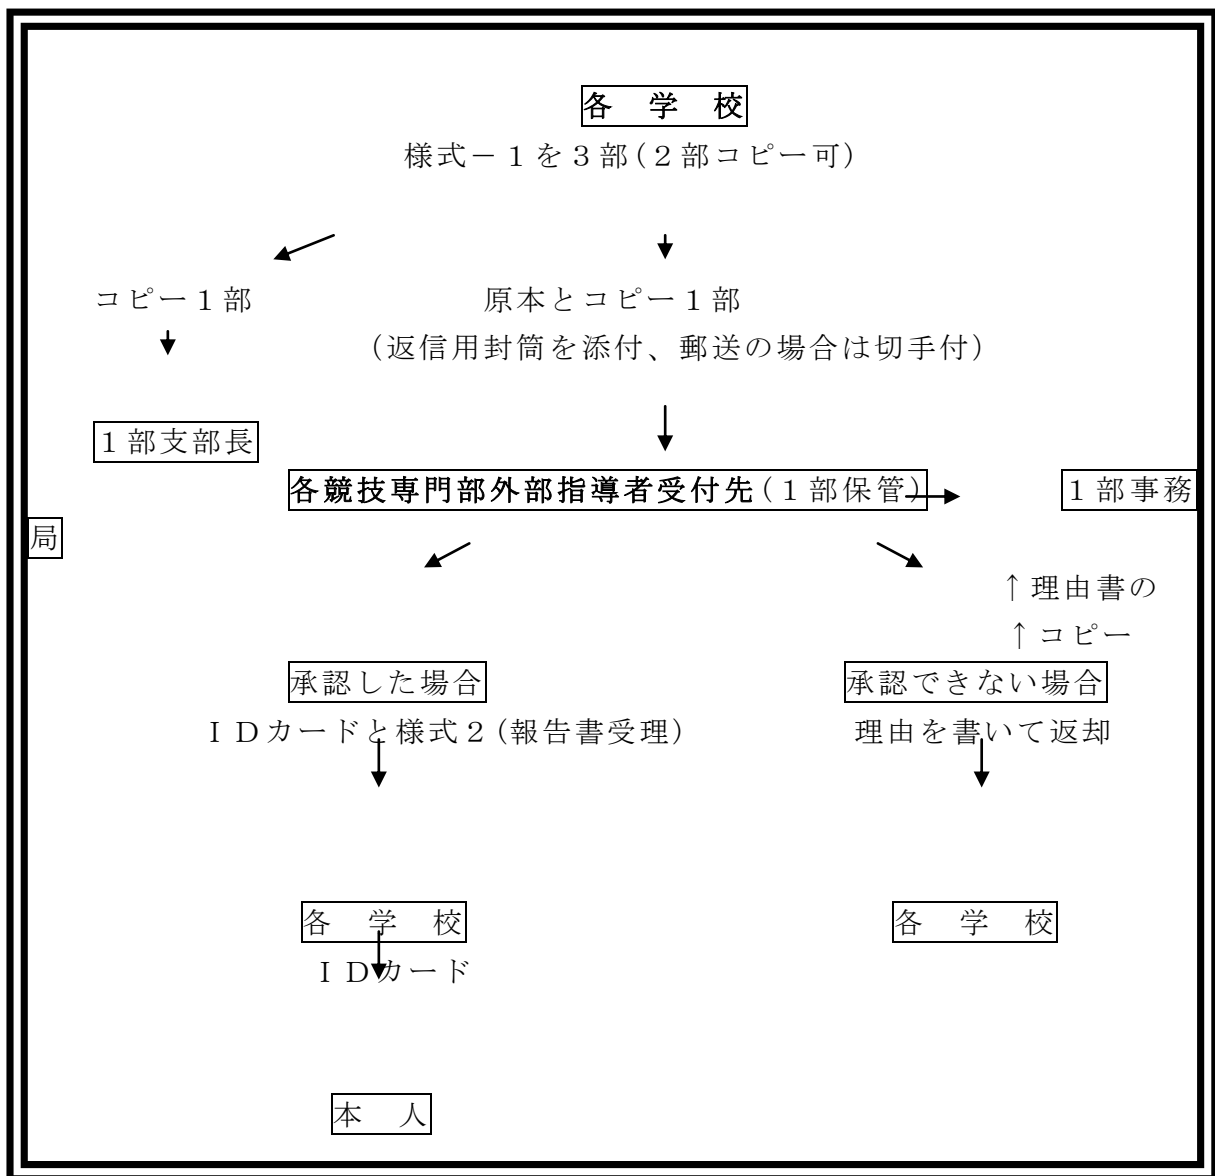 各　学　校
様式－１を３部（２部コピー可）
コピー１部　　　　　　　原本とコピー１部
（返信用封筒を添付、郵送の場合は切手付）
１部支部長
各競技専門部外部指導者受付先（１部保管）　　　　１部事務
局
↑理由書の
↑コピー
承認した場合　　　　　　　　　　　承認できない場合
ＩＤカードと様式２（報告書受理）　　　　　理由を書いて返却
各　学　校　　　　　　　　　　　　　各　学　校
ＩＤカード
本　人